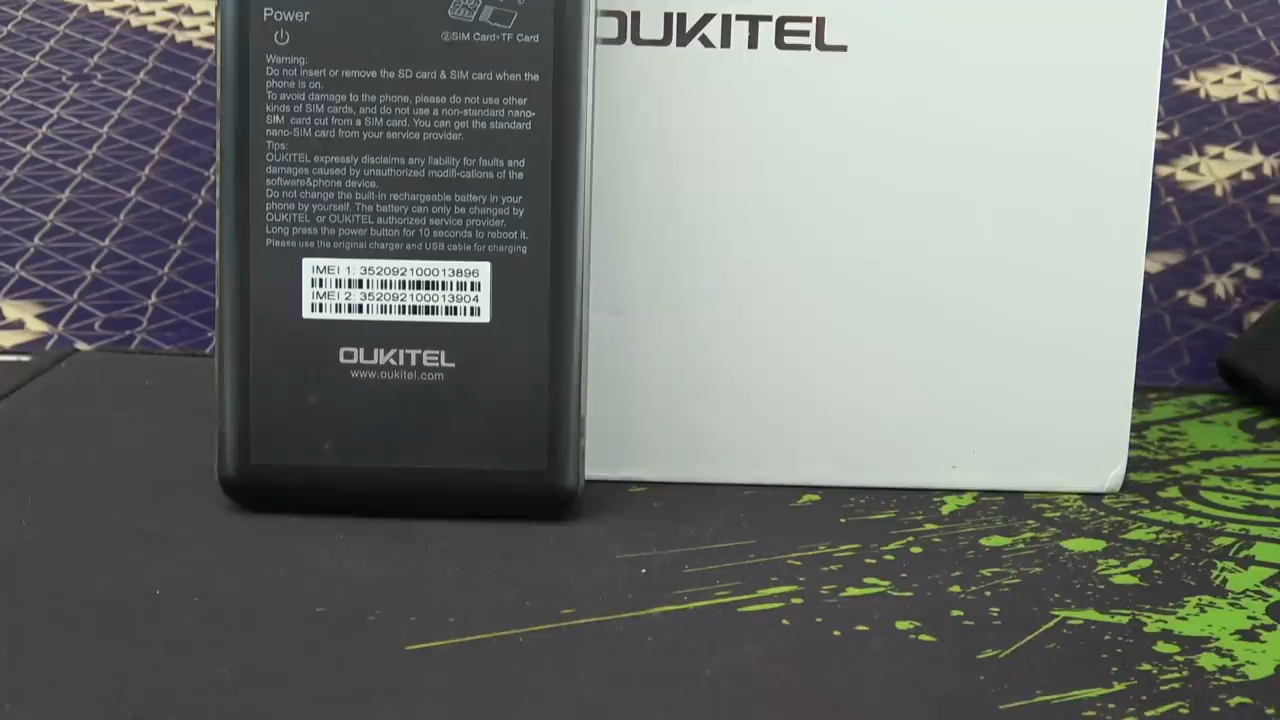 Power
②SIM Card+TF Card
Warning:
Do not insert or remove the SD card & SIM card when the
phone is on.
To avoid damage to the phone, please do not use other
kinds of SIM cards, and do not use a non-standard nano-
SIM card cut from a SIM card. You can get the standard
nano-SIM card from your service provider.
Tips:
OUKITEL expressly disclaims any liability for faults and
damages caused by unauthorized modifi-cations of the
software&phone device.
Do not change the built-in rechargeable battery in your
phone by yourself. The battery can only be changed by
OUKITEL or OUKITEL authorized service provider.
Long press the power button for 10 seconds to reboot it.
Please use the original charger and USB cable for charging
IMEI 1: 352092100013896
IMEI 2: 352092100013904
OUKITEL
www.oukitel.com
OUKITEL